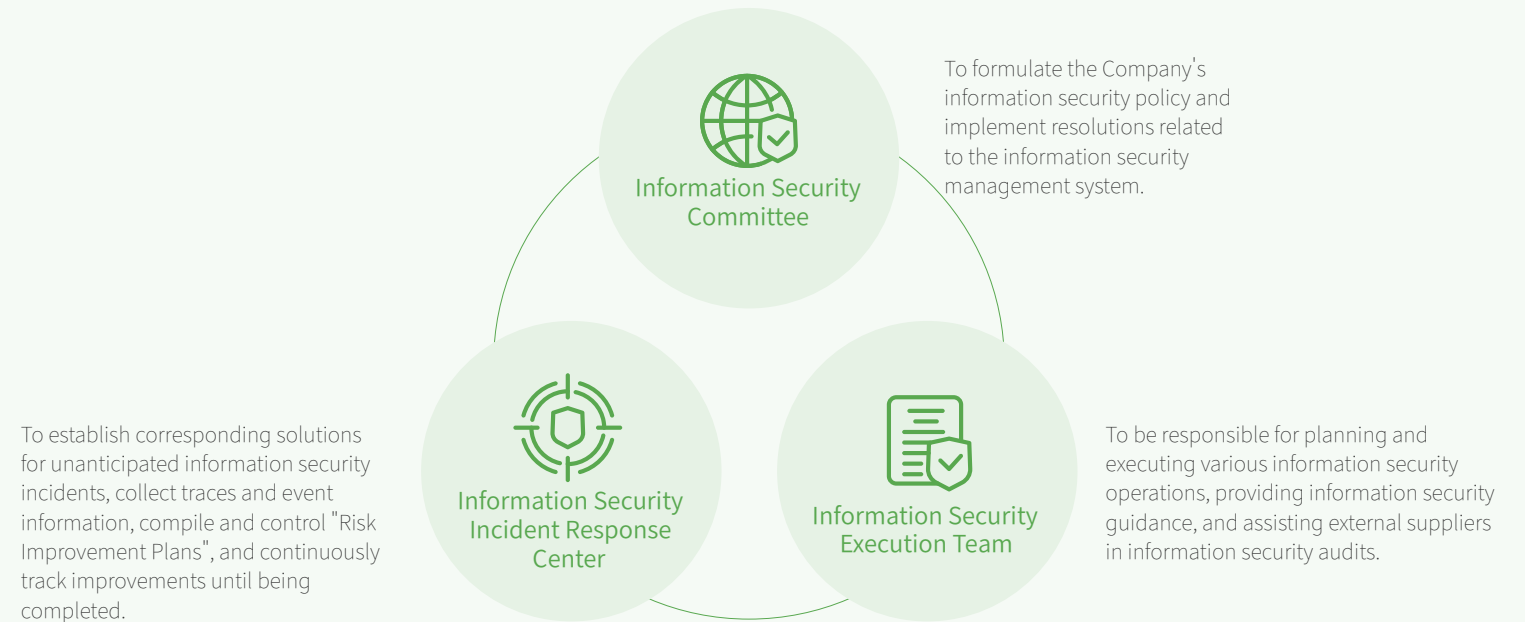 Information Security
Committee
To formulate the Company's
information security policy and
implement resolutions related
to the information security
management system.
To establish corresponding solutions
for unanticipated information security
incidents, collect traces and event
information, compile and control "Risk
Improvement Plans", and continuously
track improvements until being
completed.
Information Security
Incident Response
Center
Information Security
Execution Team
To be responsible for planning and
executing various information security
operations, providing information security
guidance, and assisting external suppliers
in information security audits.